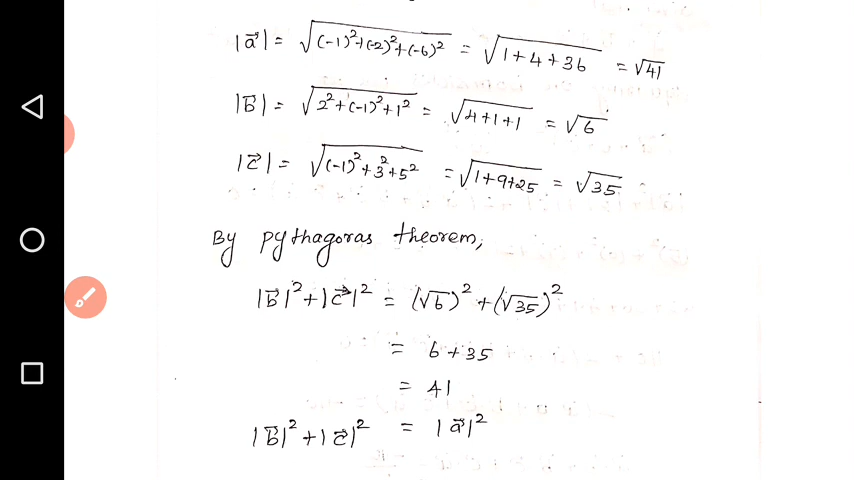 |a⃗| = √(-1)²+(-2)²+(-6)² = √1+4+36 = √41
|b⃗| = √2²+(-1)²+1² = √4+1+1 = √6
|c⃗| = √(-1)²+3²+5² = √1+9+25 = √35
By pythagoras theorem,
|b⃗|²+|c⃗|² = (√6)²+(√35)²
= 6+35
= 41
|b⃗|²+|c⃗|² = |a⃗|²